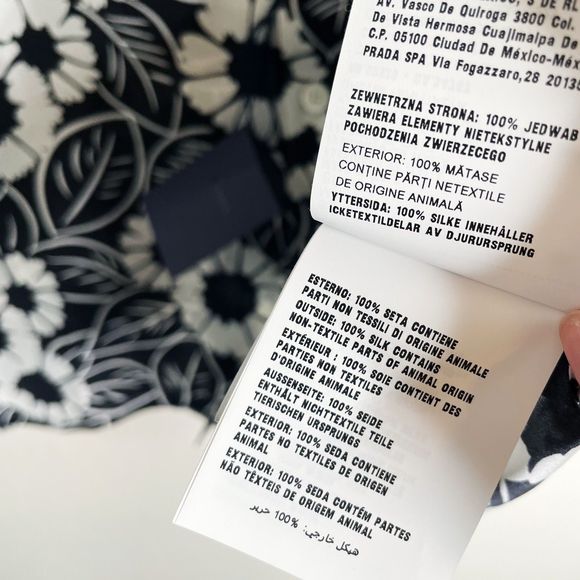 , S DE RL
AV. VASCO DE QUIROGA 3800 COL.
DE VISTA HERMOSA CUAJIMALPA DE
C.P. 05100 CIUDAD DE MÉXICO-MÉX
PRADA SPA VIA FOGAZZARO,28 20135
ZEWNETRZNA STRONA: 100% JEDWAB
ZAWIERA ELEMENTY NIETEKSTYLNE
POCHODZENIA ZWIERZECEGO
EXTERIOR: 100% MĂTASE
CONȚINE PĂRȚI NETEXTILE
DE ORIGINE ANIMALĂ
YTTERSIDA: 100% SILKE INNEHÅLLER
ICKETEXTILDELAR AV DJURURSPRUNG
ESTERNO: 100% SETA CONTIENE
PARTI NON TESSILI DI ORIGINE ANIMALE
OUTSIDE: 100% SILK CONTAINS
NON-TEXTILE PARTS OF ANIMAL ORIGIN
EXTÉRIEUR : 100% SOIE CONTIENT DES
PARTIES NON TEXTILES
D'ORIGINE ANIMALE
AUSSENSEITE: 100% SEIDE
ENTHÄLT NICHTTEXTILE TEILE
TIERISCHEN URSPRUNGS
EXTERIOR: 100% SEDA CONTIENE
PARTES NO TEXTILES DE ORIGEN
ANIMAL
EXTERIOR: 100% SEDA CONTÉM PARTES
NÃO TÊXTEIS DE ORIGEM ANIMAL
هيكل خارجي: 100% حرير